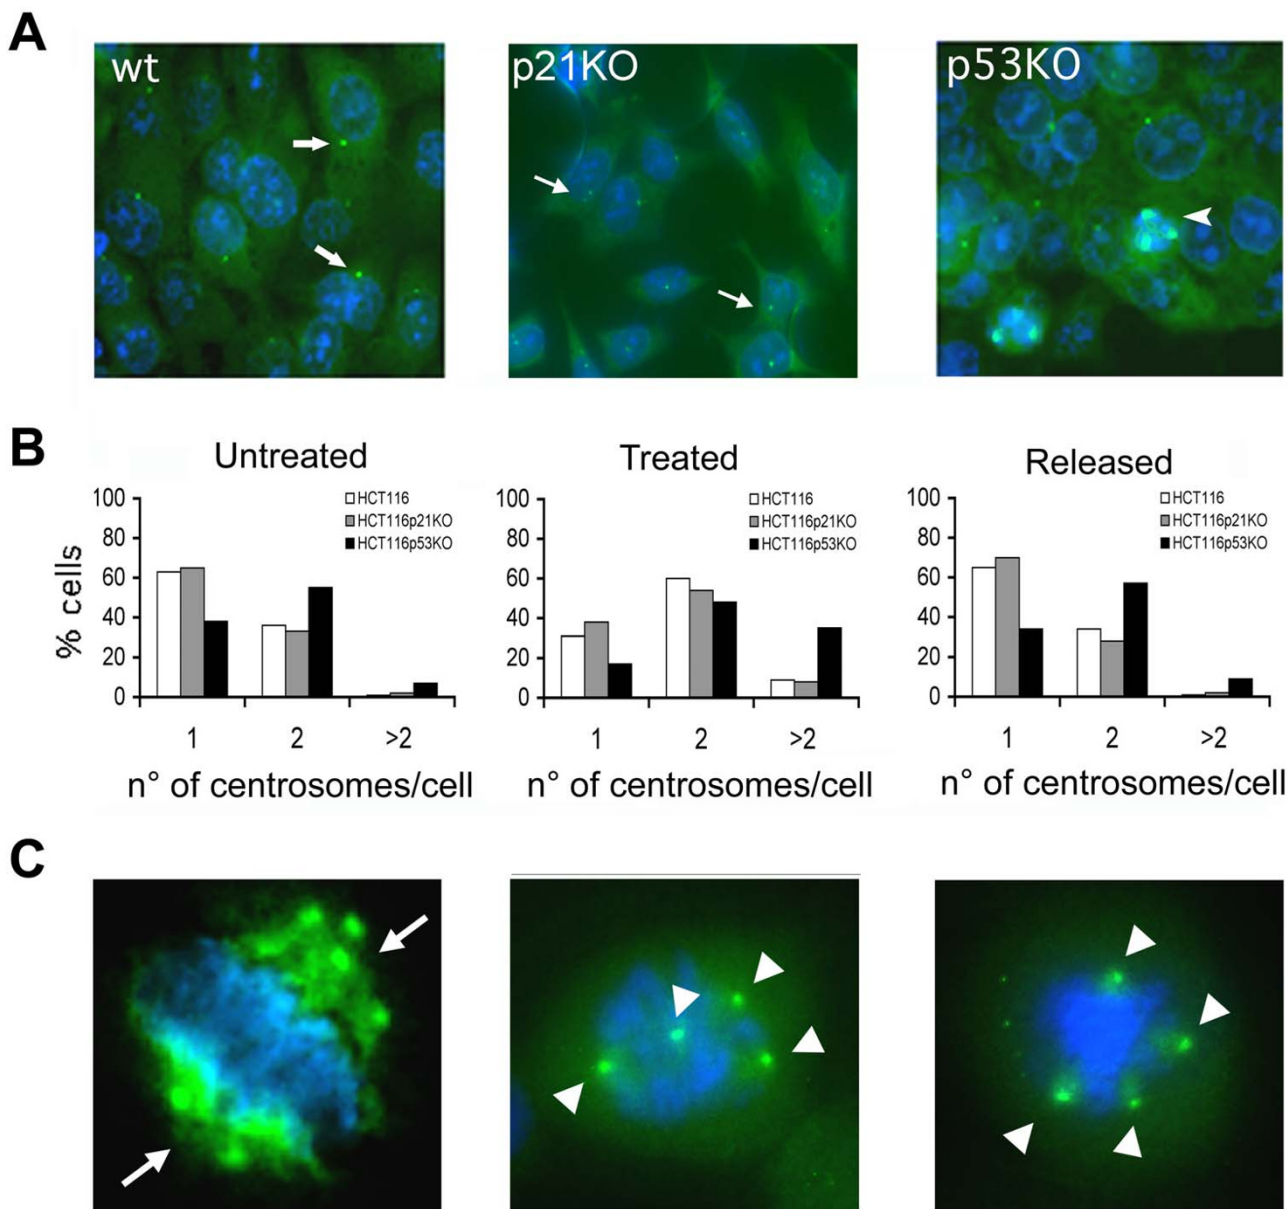 A
wt
p21KO
p53KO
B
Untreated
Treated
Released
100
80
60
40
20
0
% cells
HCT116
HCT116p21KO
HCT116p53KO
1 2 >2
n° of centrosomes/cell
100
80
60
40
20
0
HCT116
HCT116p21KO
HCT116p53KO
1 2 >2
n° of centrosomes/cell
100
80
60
40
20
0
HCT116
HCT116p21KO
HCT116p53KO
1 2 >2
n° of centrosomes/cell
C